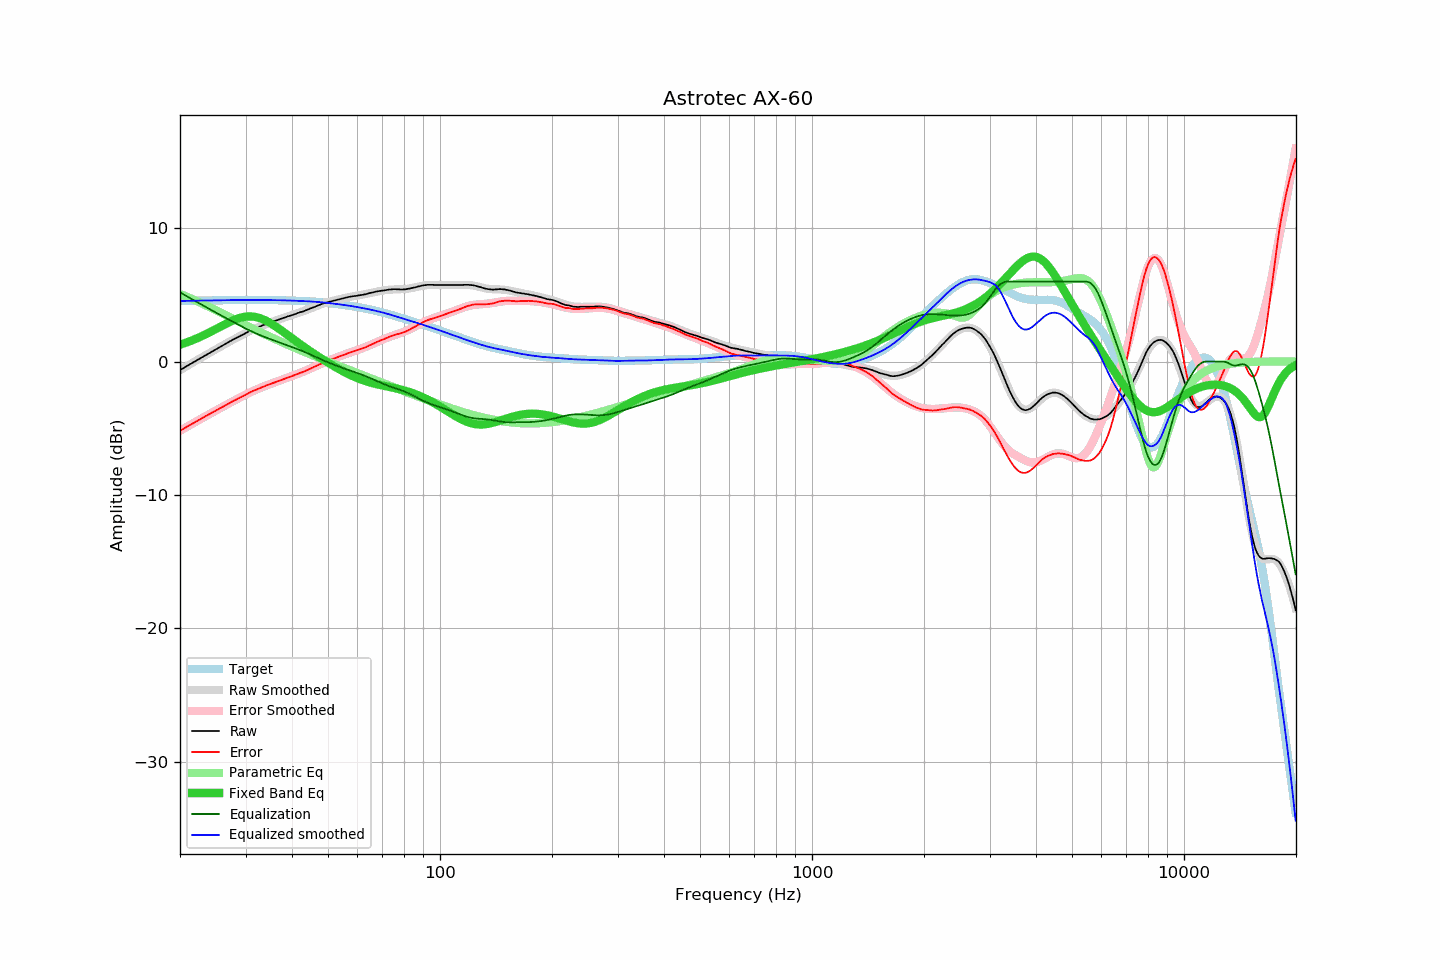 Astrotec AX-60
10
0
−10
−20
−30
Amplitude (dBr)
Target
Raw Smoothed
Error Smoothed
Raw
Error
Parametric Eq
Fixed Band Eq
Equalization
Equalized smoothed
100
1000
10000
Frequency (Hz)